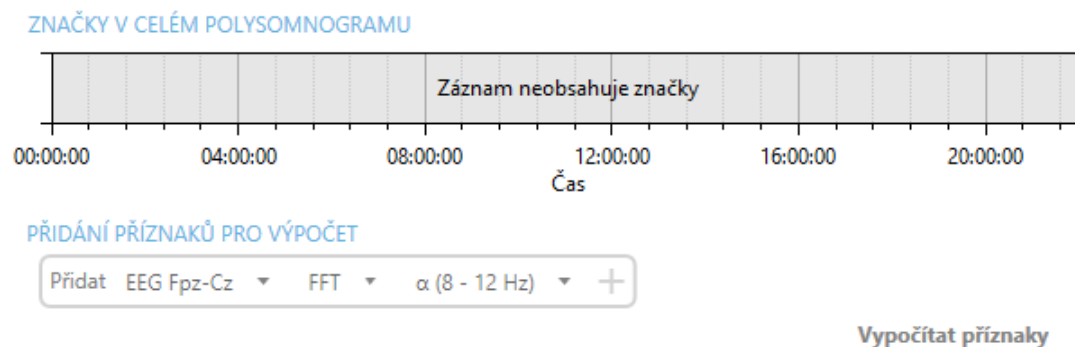 ZNAČKY V CELÉM POLYSOMNOGRAMU
Záznam neobsahuje značky
00:00:00 04:00:00 08:00:00 12:00:00 16:00:00 20:00:00
Čas
PŘIDÁNÍ PŘÍZNAKŮ PRO VÝPOČET
Přidat EEG Fpz-Cz FFT α (8 - 12 Hz)
Vypočítat příznaky